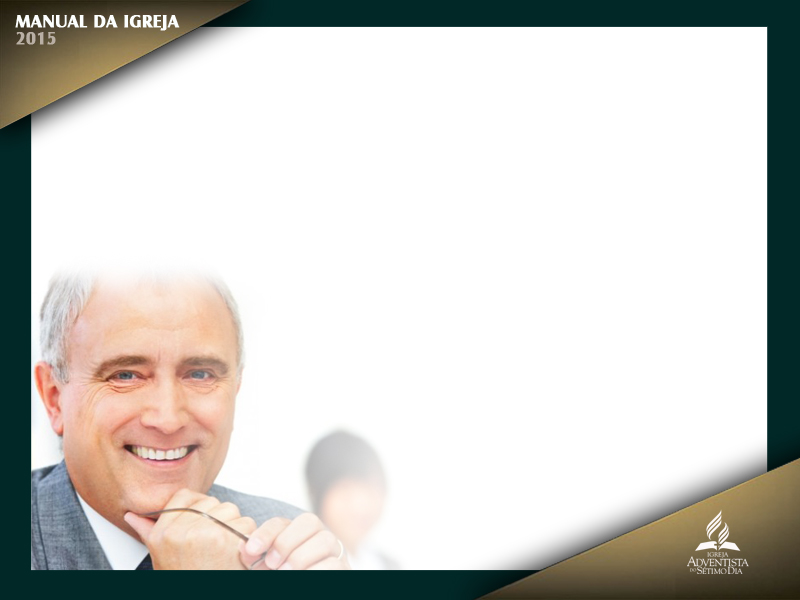 MANUAL DA IGREJA
2015
IGREJA
ADVENTISTA
DO SÉTIMO DIA